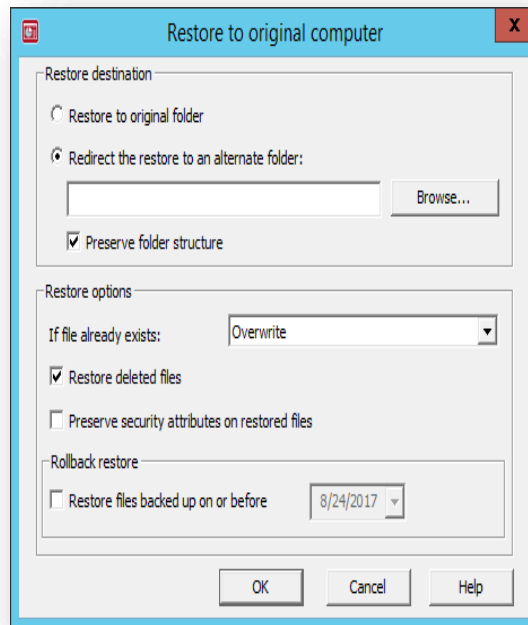 Restore to original computer
X
Restore destination
Restore to original folder
Redirect the restore to an alternate folder:
Browse...
Preserve folder structure
Restore options
If file already exists: Overwrite
Restore deleted files
Preserve security attributes on restored files
Rollback restore
Restore files backed up on or before 8/24/2017
OK Cancel Help